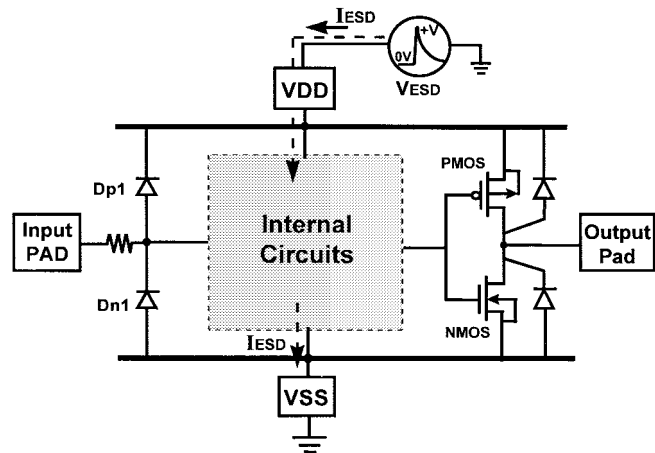 IESD
+V
0V
VESD
VDD
Dp1
PMOS
Input
PAD
Internal
Circuits
Output
Pad
Dn1
NMOS
IESD
VSS